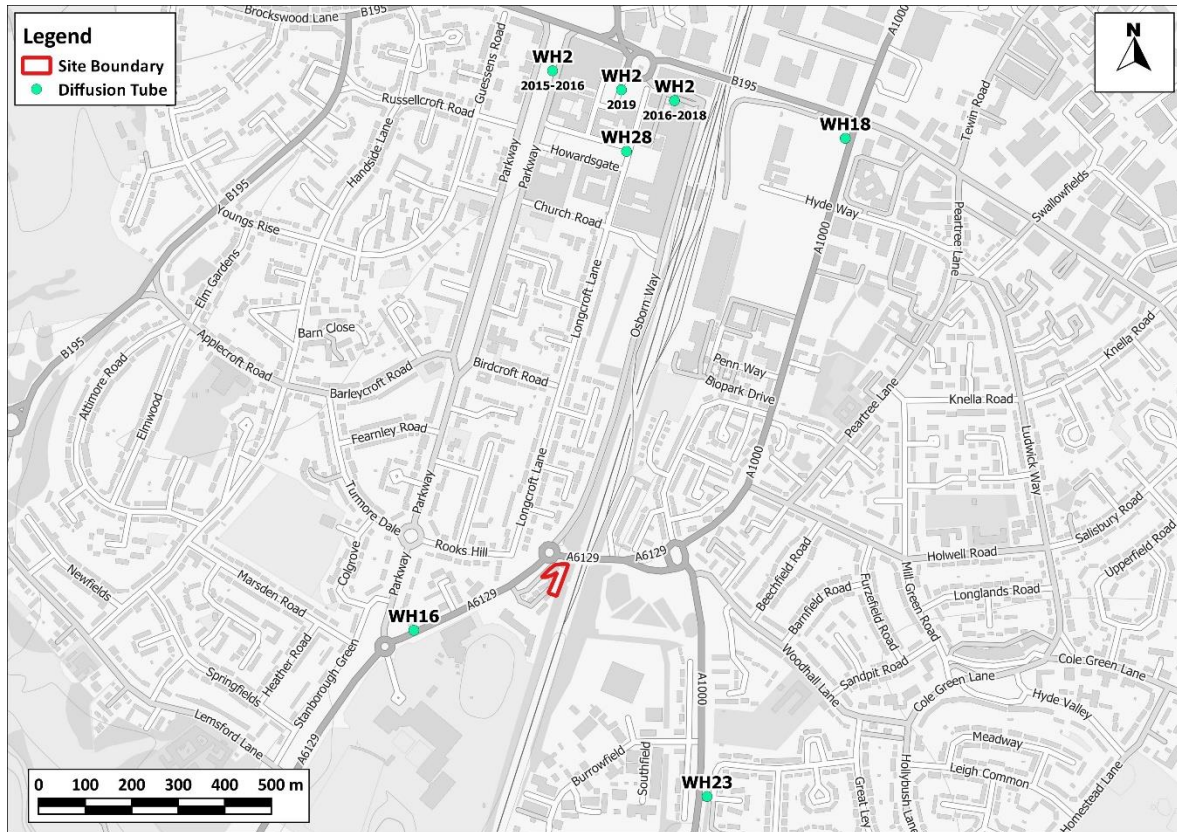 Legend
Site Boundary
Diffusion Tube
N
Brockswood Lane
B195
Guessens Road
A1000
WH2
2015-2016
WH2
2019
WH2
2016-2018
B195
Russellcroft Road
WH28
WH18
Tewin Road
Handside Lane
Parkway
Parkway
Howardsgate
Swallowfields
B195
Youngs Rise
Church Road
Hyde Way
Peartree Lane
A1000
Elm Gardens
Longcroft Lane
Osborn Way
Barn Close
Knella Road
B195
Applecroft Road
Penn Way
Birdcroft Road
Biopark Drive
Barleycroft Road
Attimore Road
Elmwood
Peartree Lane
Knella Road
Fearnley Road
Ludwick Way
A1000
Parkway
Longcroft Lane
Turmore Dale
Salisbury Road
Rooks Hill
A6129
A6129
Holwell Road
Upperfield Road
Newfields
Colgrove
Marsden Road
Parkway
Beechfield Road
Barnfield Road
Furzefield Road
Mill Green Road
Longlands Road
A6129
WH16
Heather Road
Stanborough Green
Springfields
Woodhall Lane
Sandpit Road
Cole Green Lane
Cole Green Lane
Hyde Valley
Lemsford Lane
A6129
A1000
Meadway
Burrowfield
Southfield
Leigh Common
Hollybush Lane
Homestead Lane
Great Ley
WH23
0 100 200 300 400 500 m